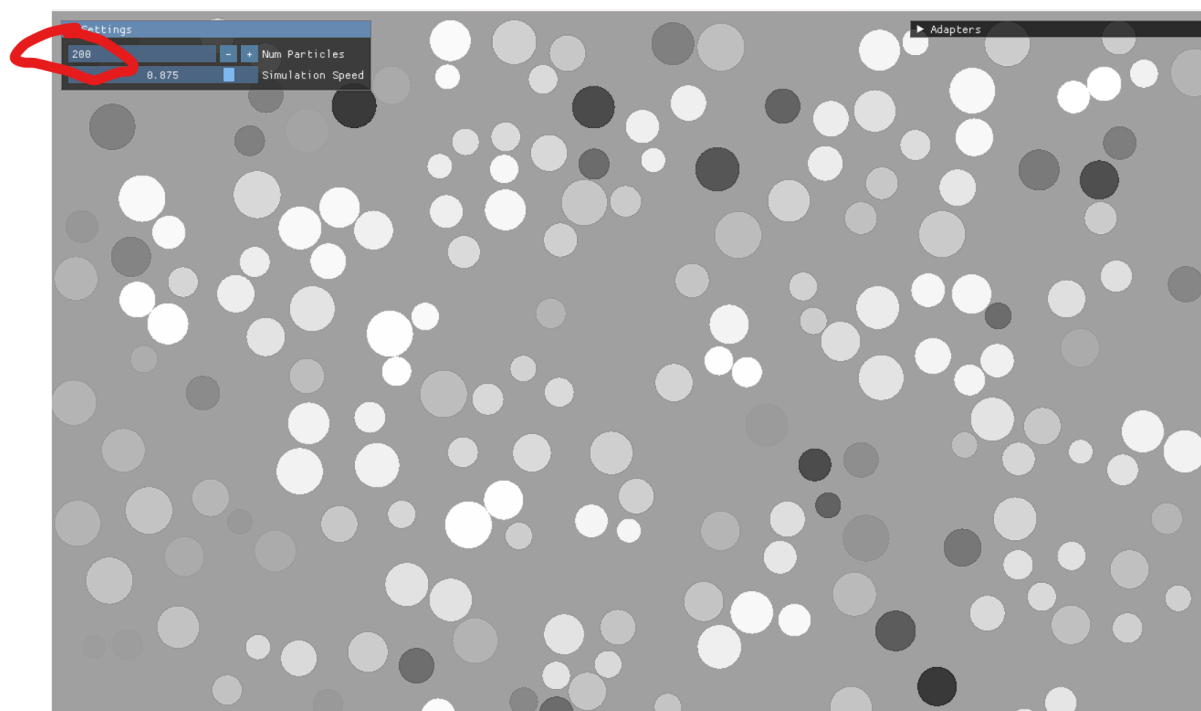 Settings
200 - + Num Particles
0.875 Simulation Speed
▶ Adapters